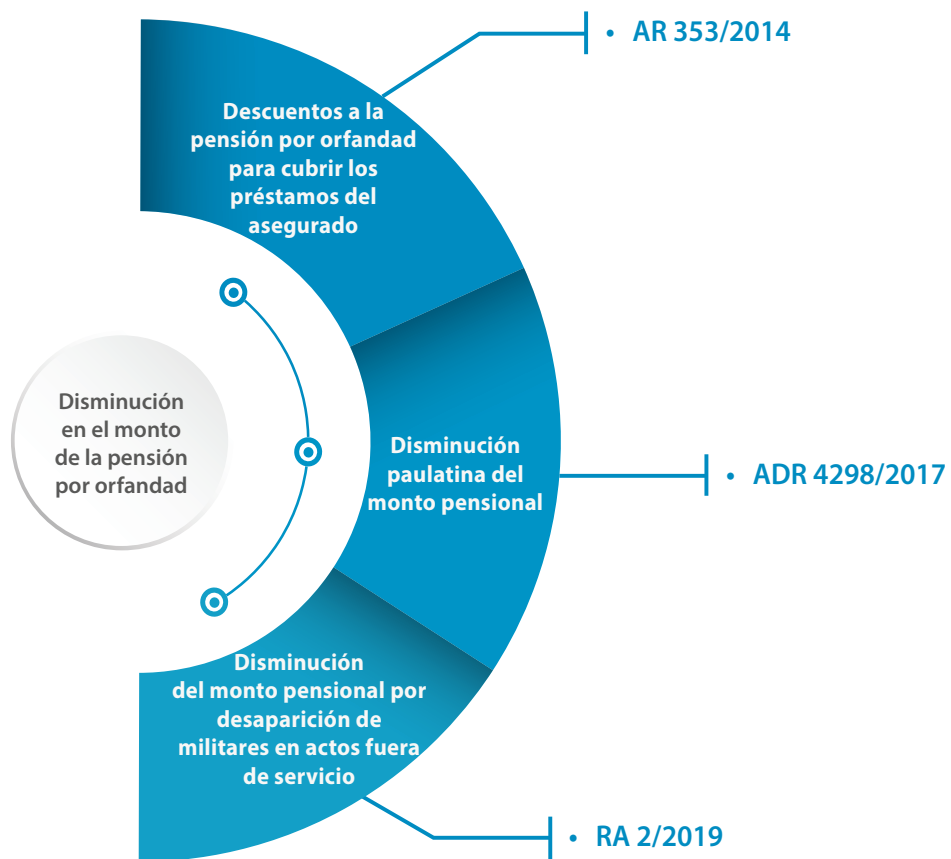 AR 353/2014
Descuentos a la
pensión por orfandad
para cubrir los
préstamos del
asegurado
Disminución
en el monto
de la pensión
por orfandad
Disminución
paulatina del
monto pensional
ADR 4298/2017
Disminución
del monto pensional por
desaparición de
militares en actos fuera
de servicio
RA 2/2019